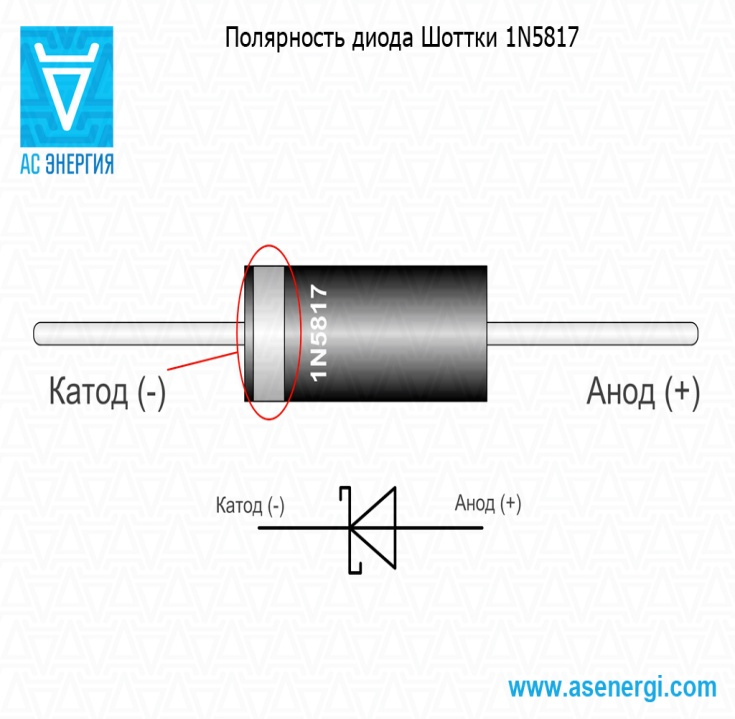 Полярность диода Шоттки 1N5817
АС ЭНЕРГИЯ
1N5817
Катод (-)
Анод (+)
Катод (-)
Анод (+)
www.asenergi.com